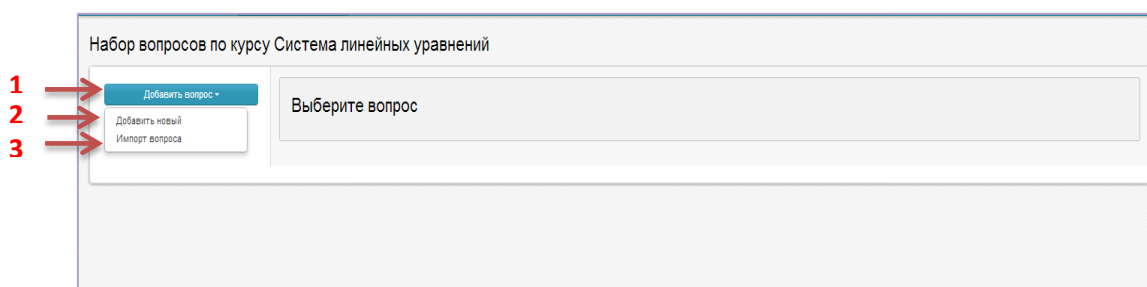 Набор вопросов по курсу Система линейных уравнений
1
Добавить вопрос
2
Добавить новый
3
Импорт вопроса
Выберите вопрос